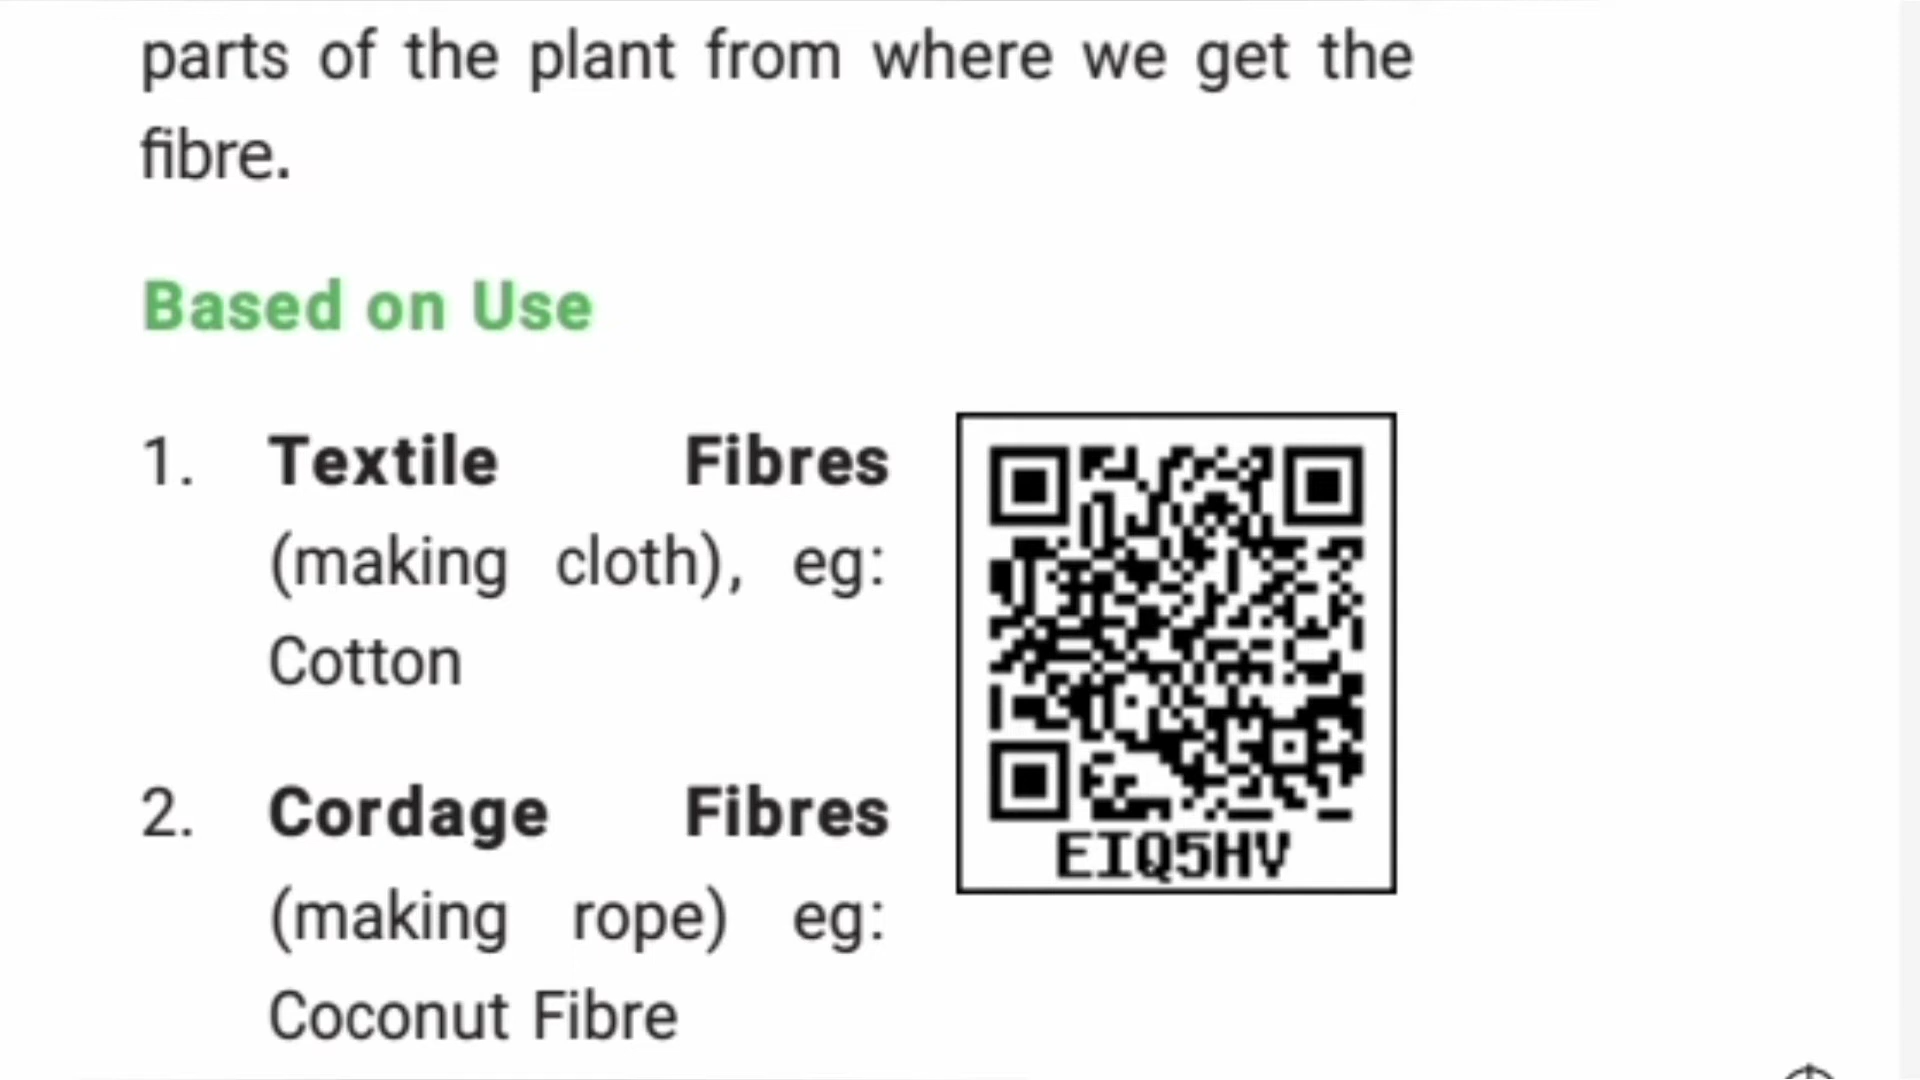 parts of the plant from where we get the
fibre.
Based on Use
1. Textile Fibres
(making cloth), eg:
Cotton
2. Cordage Fibres
(making rope) eg:
Coconut Fibre
EIQ5HV